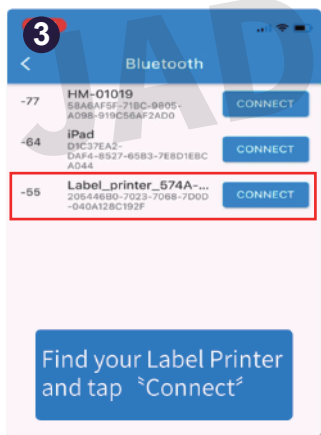 JAD
3
Bluetooth
-77
HM-01019
58A6AF5F-71BC-9805-
A098-919C56AF2AD0
CONNECT
-64
iPad
D1C37EA2-
DAF4-8527-65B3-7E8D1EBC
A044
CONNECT
-55
Label_printer_574A-...
205446B0-7023-7068-7D0D
-040A128C192F
CONNECT
Find your Label Printer
and tap〝Connect〞